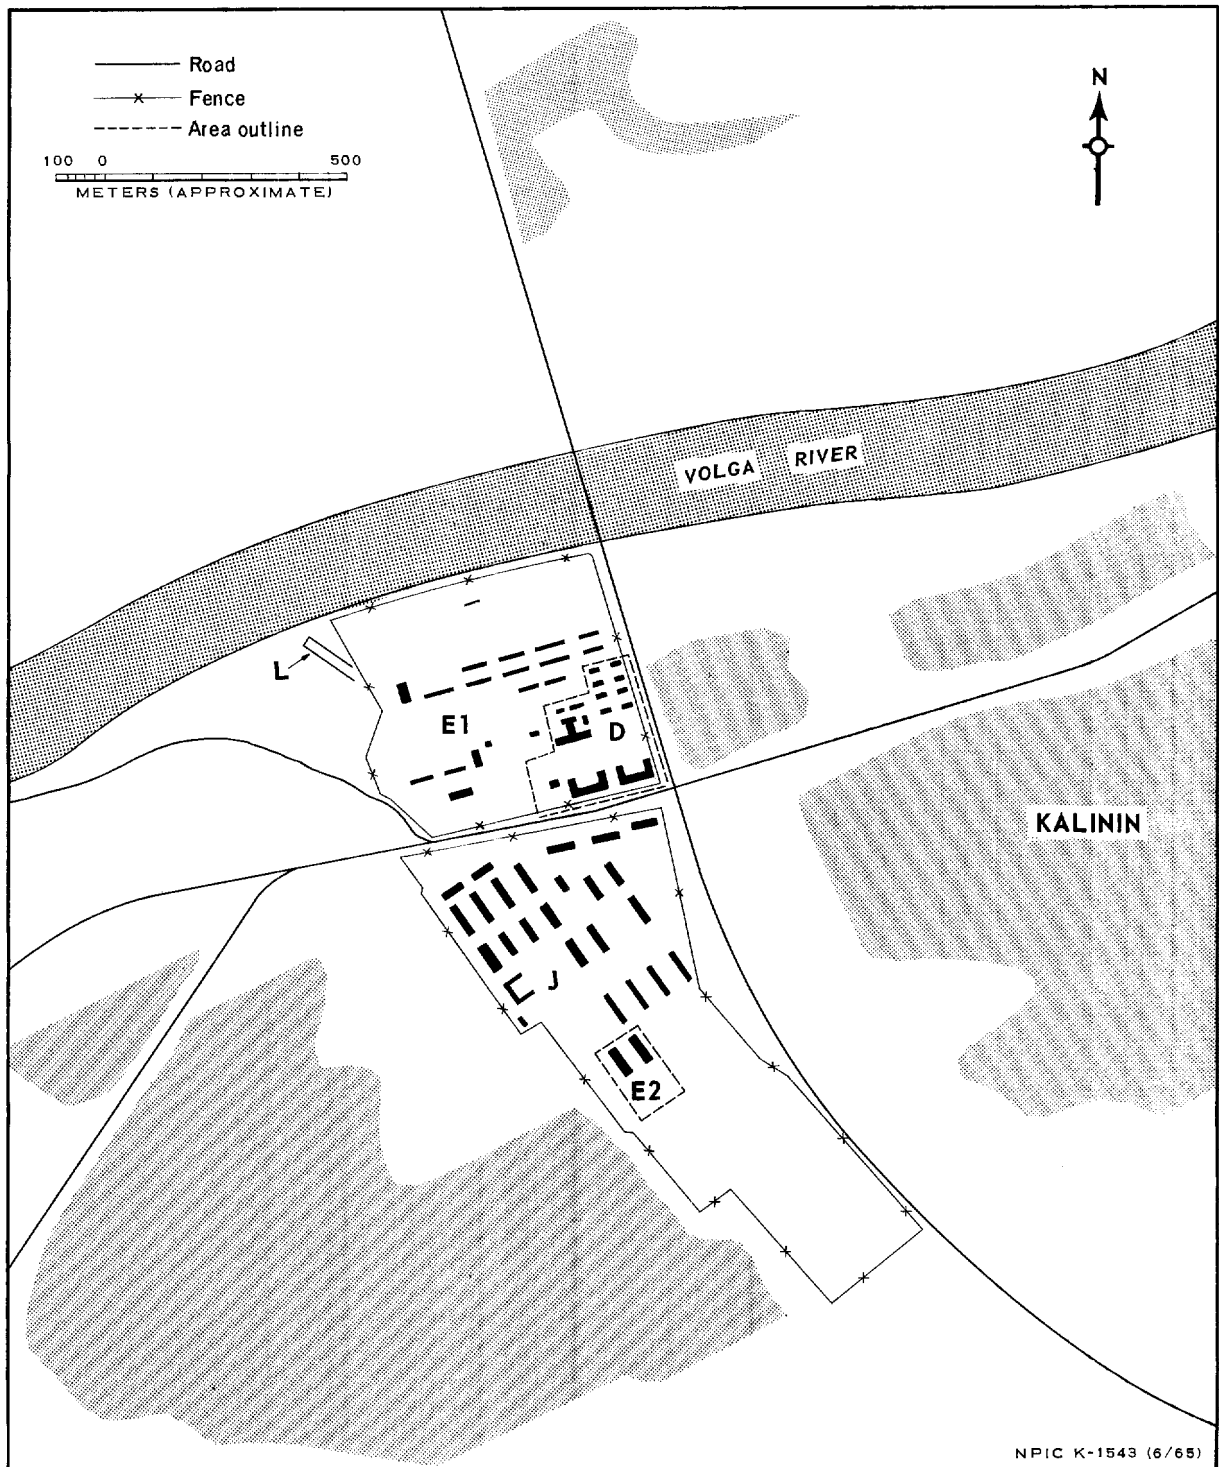 Road
Fence
Area outline
100 0 500
METERS (APPROXIMATE)
N
VOLGA RIVER
L
E1
D
KALININ
J
E2
NPIC K-1543 (6/65)